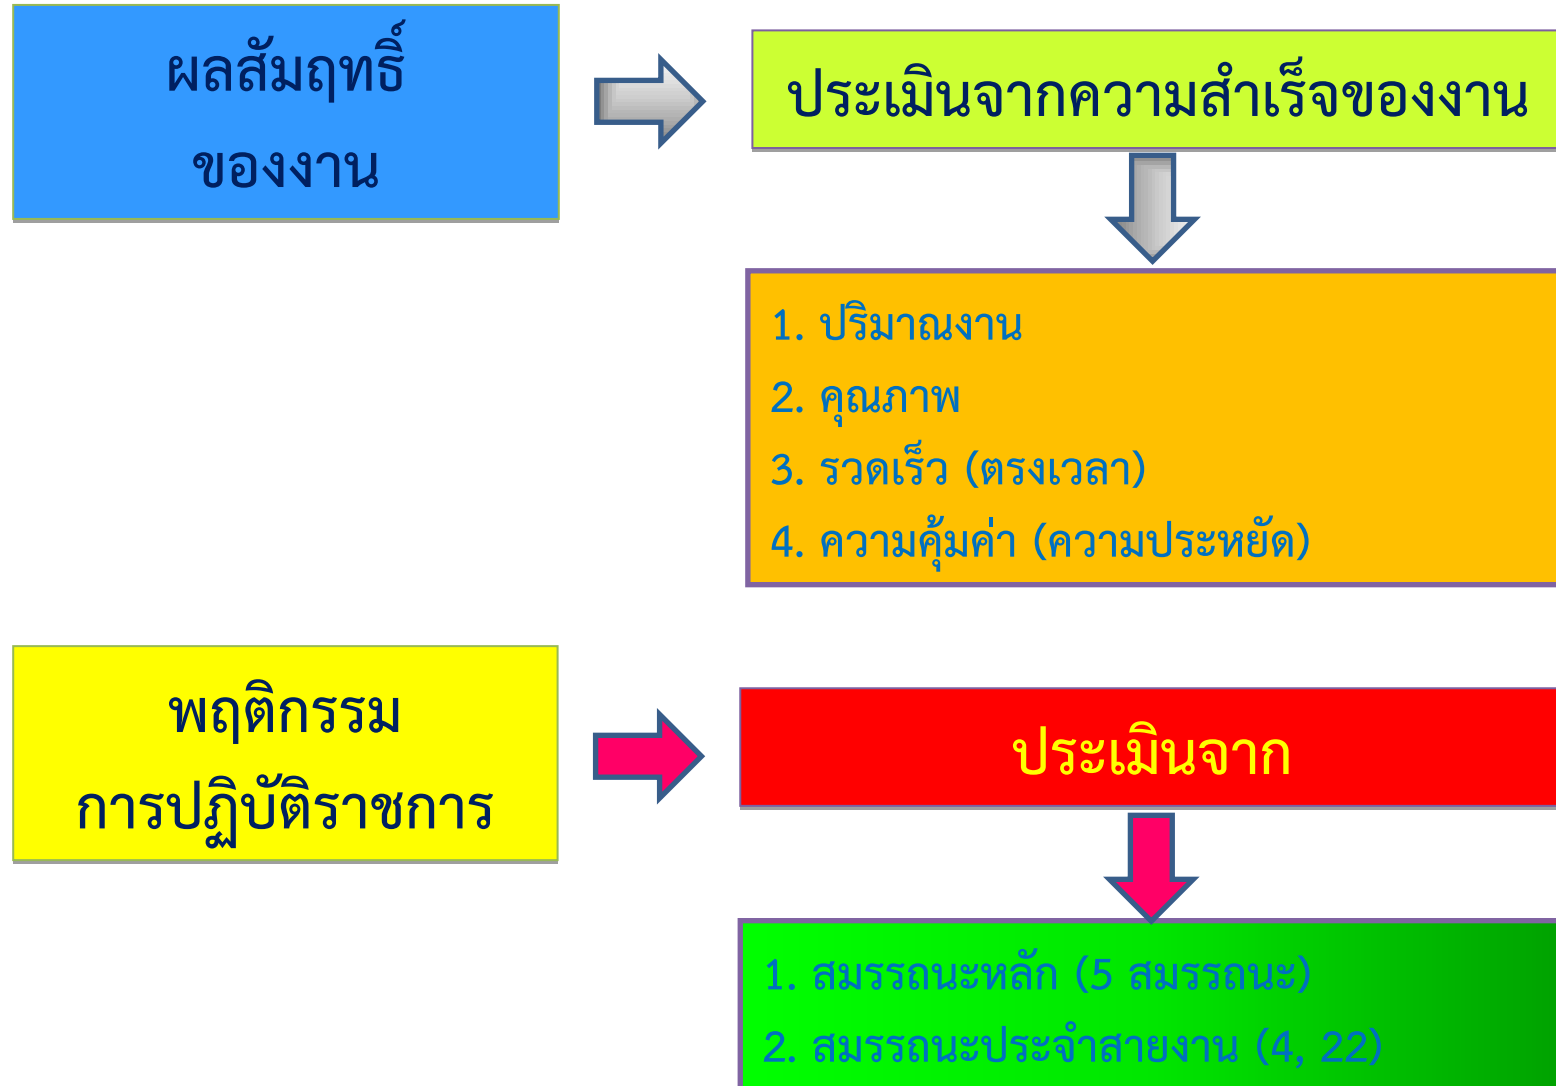 ผลสัมฤทธิ์
ของงาน
ประเมินจากความสำเร็จของงาน
1. ปริมาณงาน
2. คุณภาพ
3. รวดเร็ว (ตรงเวลา)
4. ความคุ้มค่า (ความประหยัด)
พฤติกรรม
การปฏิบัติราชการ
ประเมินจาก
1. สมรรถนะหลัก (5 สมรรถนะ)
2. สมรรถนะประจำสายงาน (4, 22)